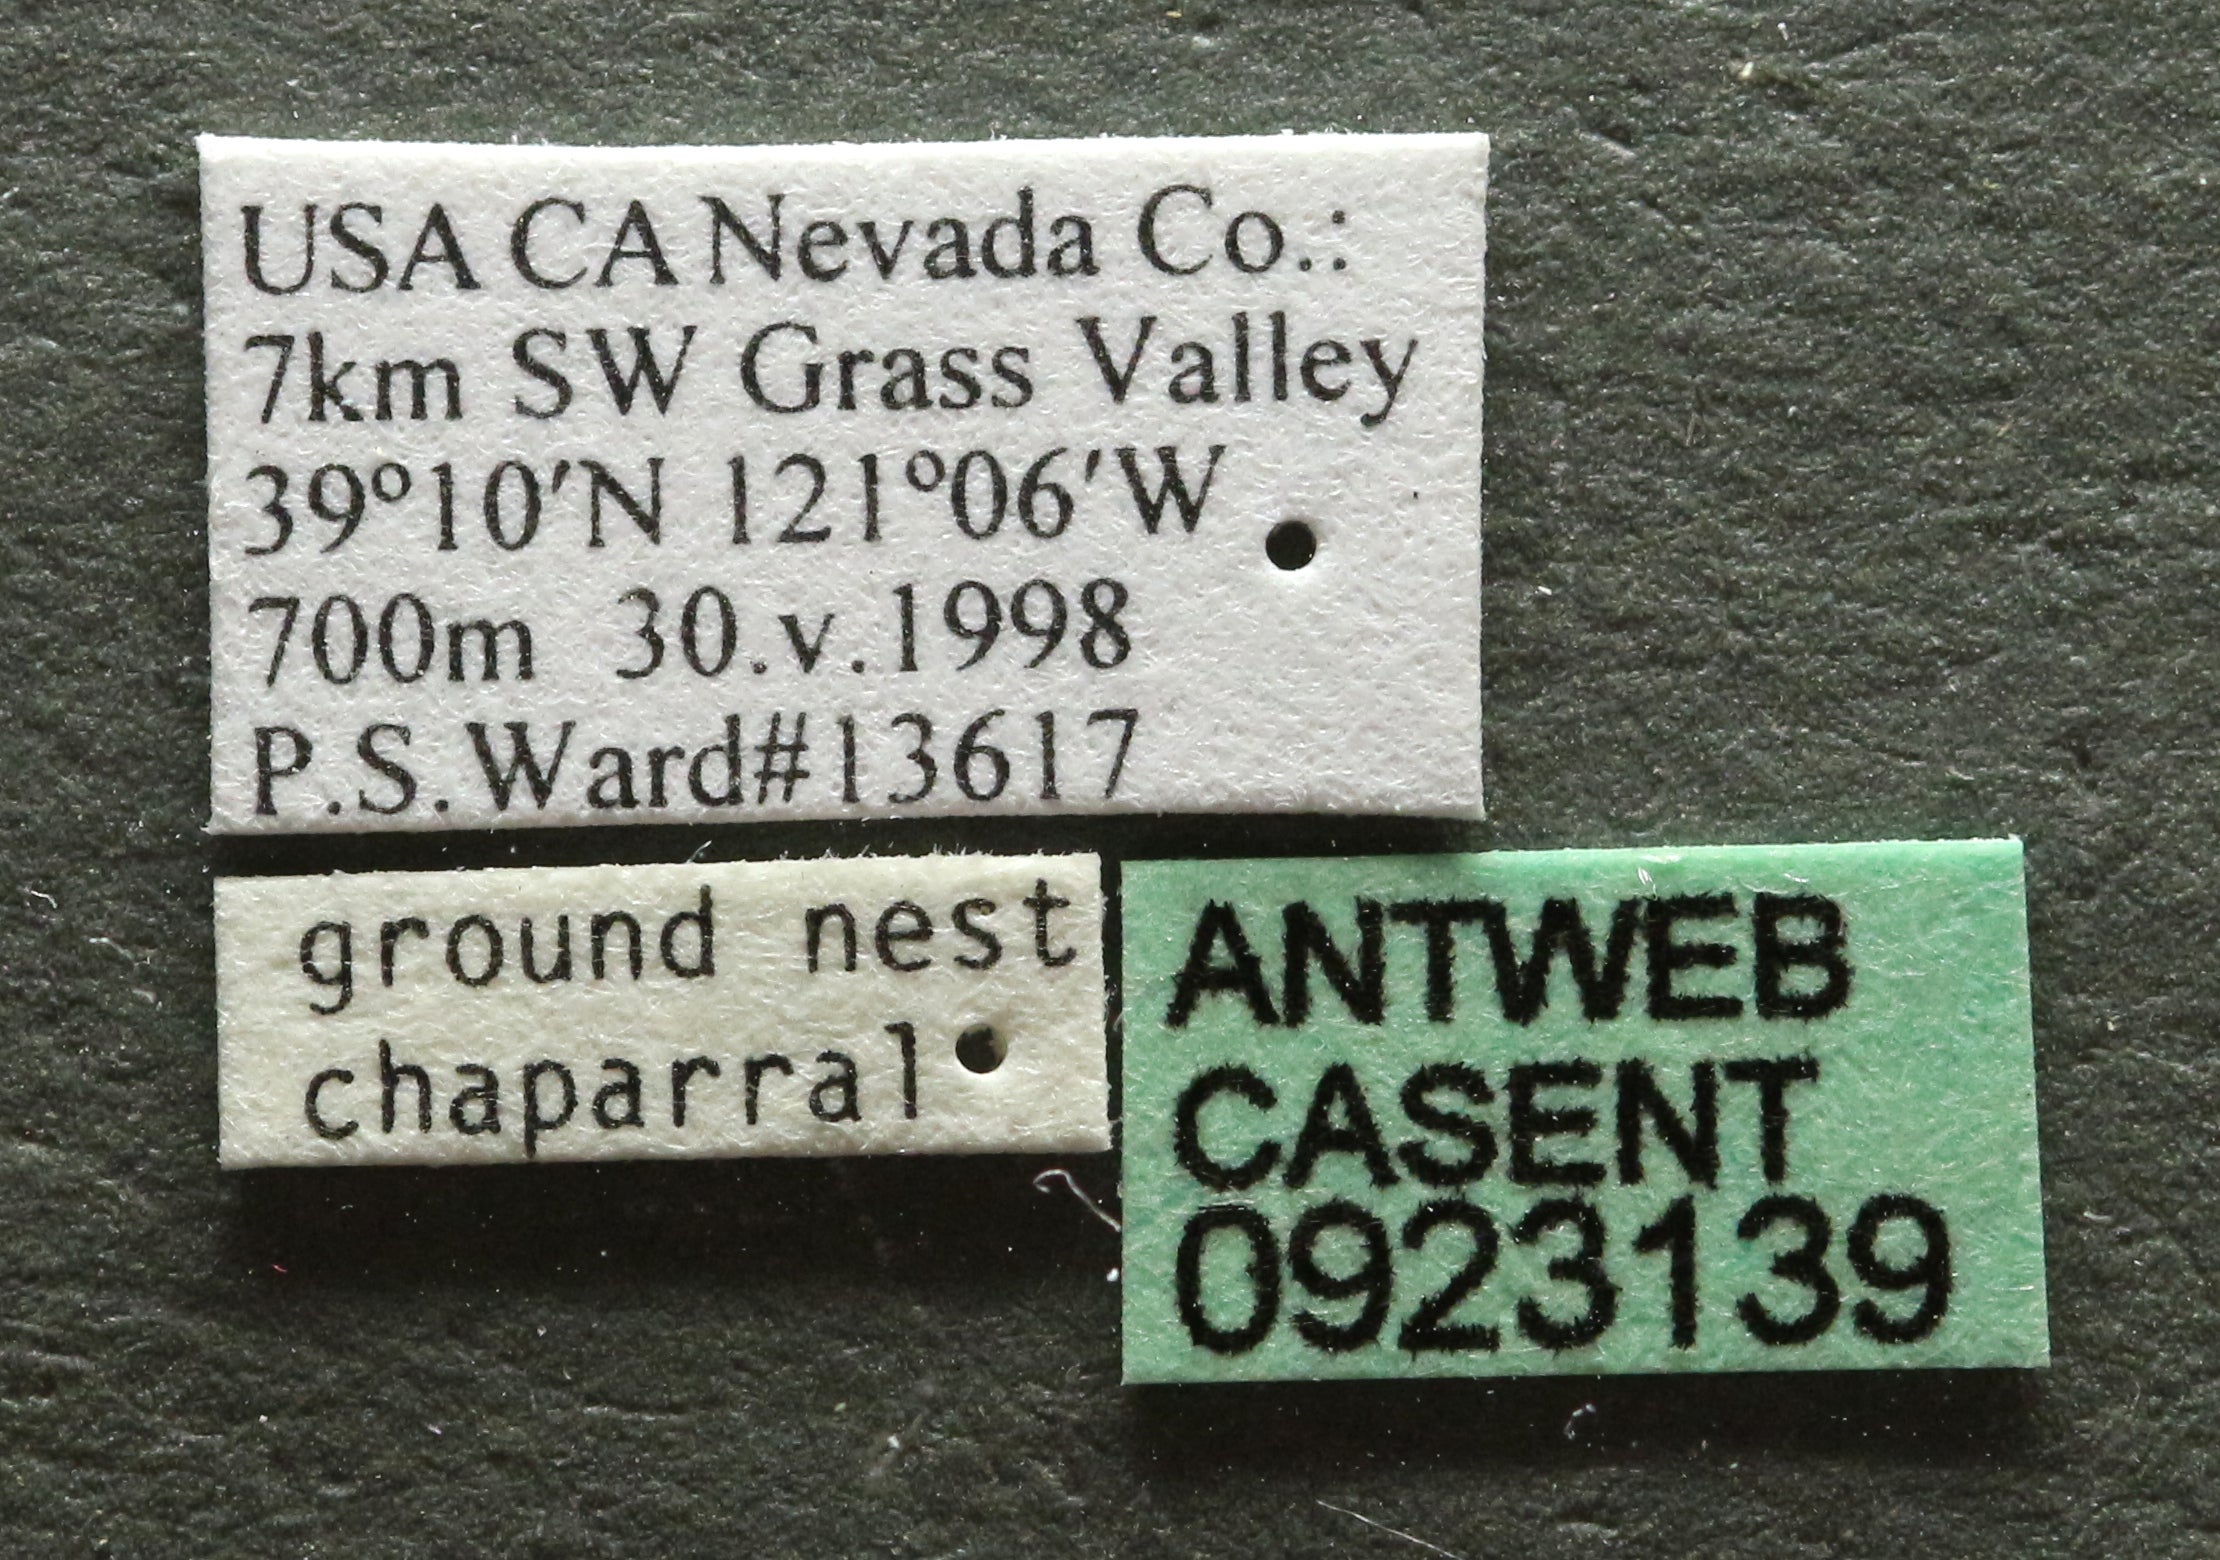 USA CA Nevada Co.:
7km SW Grass Valley
39°10'N 121°06'W
700m 30.v.1998
P.S.Ward#13617
ground nest
chaparral
ANTWEB
CASENT
0923139